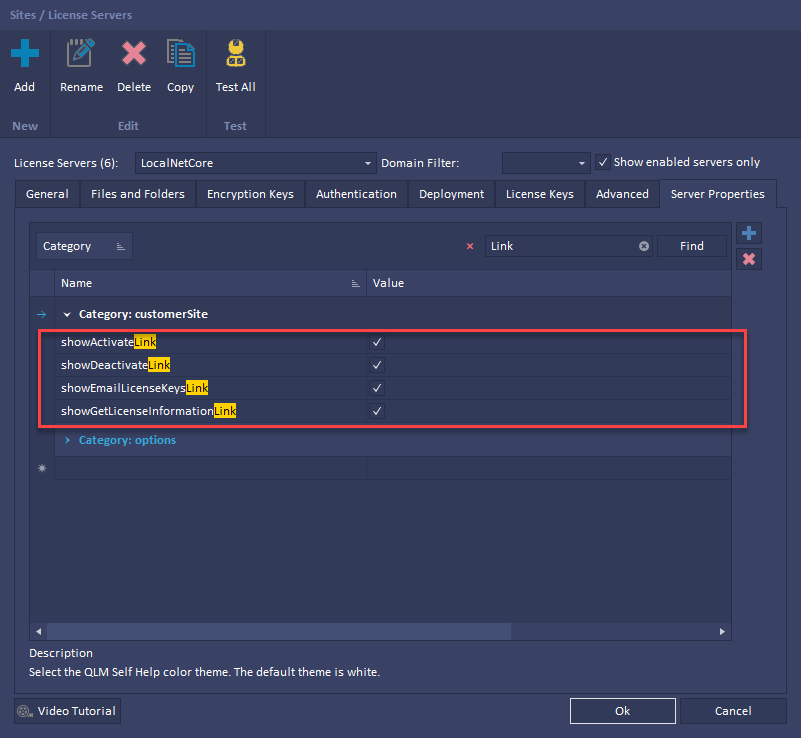 Sites / License Servers
Add Rename Delete Copy Test All
New Edit Test
License Servers (6): LocalNetCore Domain Filter: Show enabled servers only
General Files and Folders Encryption Keys Authentication Deployment License Keys Advanced Server Properties
Category Link Find
Name Value
Category: customerSite
showActivateLink
showDeactivateLink
showEmailLicenseKeysLink
showGetLicenseInformationLink
Category: options
Description
Select the QLM Self Help color theme. The default theme is white.
Video Tutorial Ok Cancel